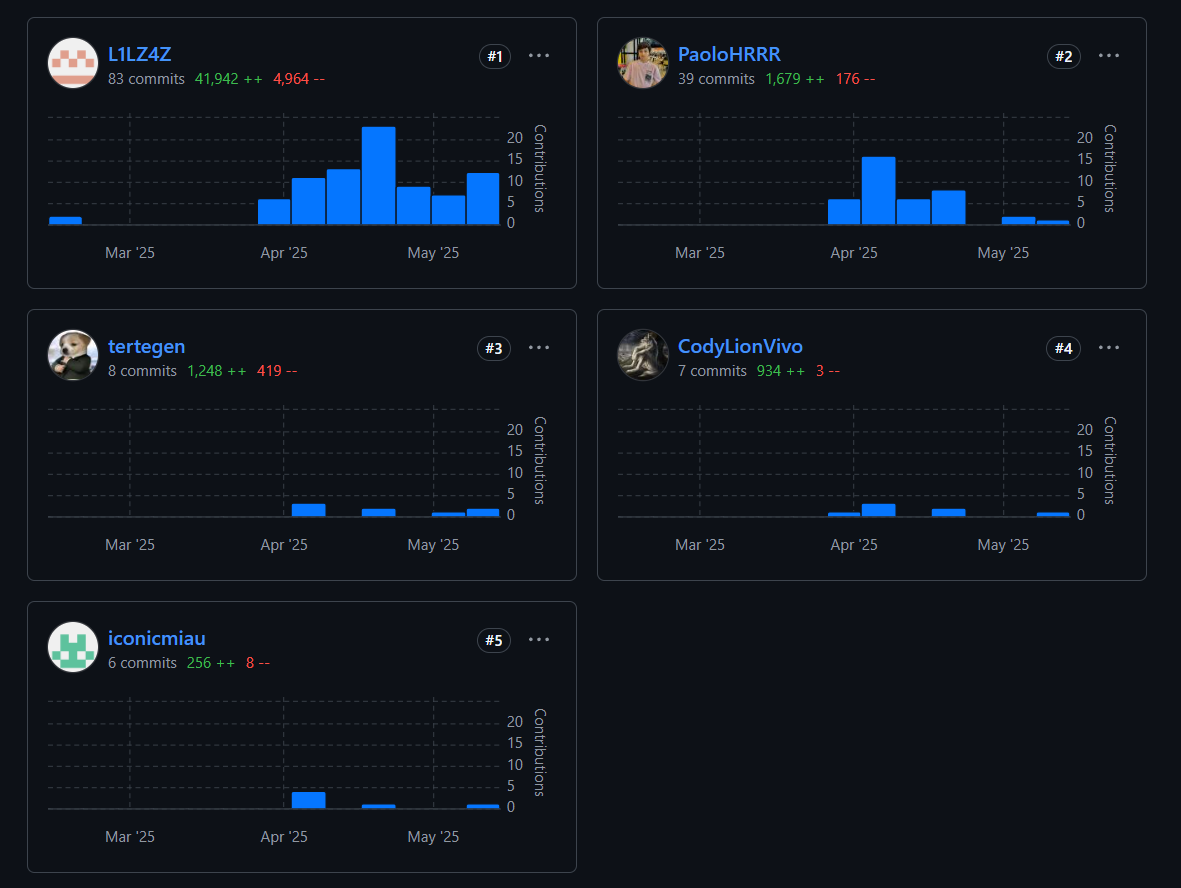 L1LZ4Z
#1
···
83 commits 41,942 ++ 4,964 --
20
15
10
5
0
Contributions
Mar '25 Apr '25 May '25
PaoloHRRR
#2
···
39 commits 1,679 ++ 176 --
20
15
10
5
0
Contributions
Mar '25 Apr '25 May '25
tertegen
#3
···
8 commits 1,248 ++ 419 --
20
15
10
5
0
Contributions
Mar '25 Apr '25 May '25
CodyLionVivo
#4
···
7 commits 934 ++ 3 --
20
15
10
5
0
Contributions
Mar '25 Apr '25 May '25
iconicmiau
#5
···
6 commits 256 ++ 8 --
20
15
10
5
0
Contributions
Mar '25 Apr '25 May '25